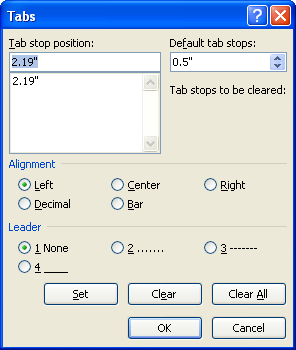 Tabs
Tab stop position: Default tab stops:
2.19" 0.5"
2.19" Tab stops to be cleared:
Alignment
Left Center Right
Decimal Bar
Leader
1 None 2 ....... 3 -------
4 ____
Set Clear Clear All
OK Cancel